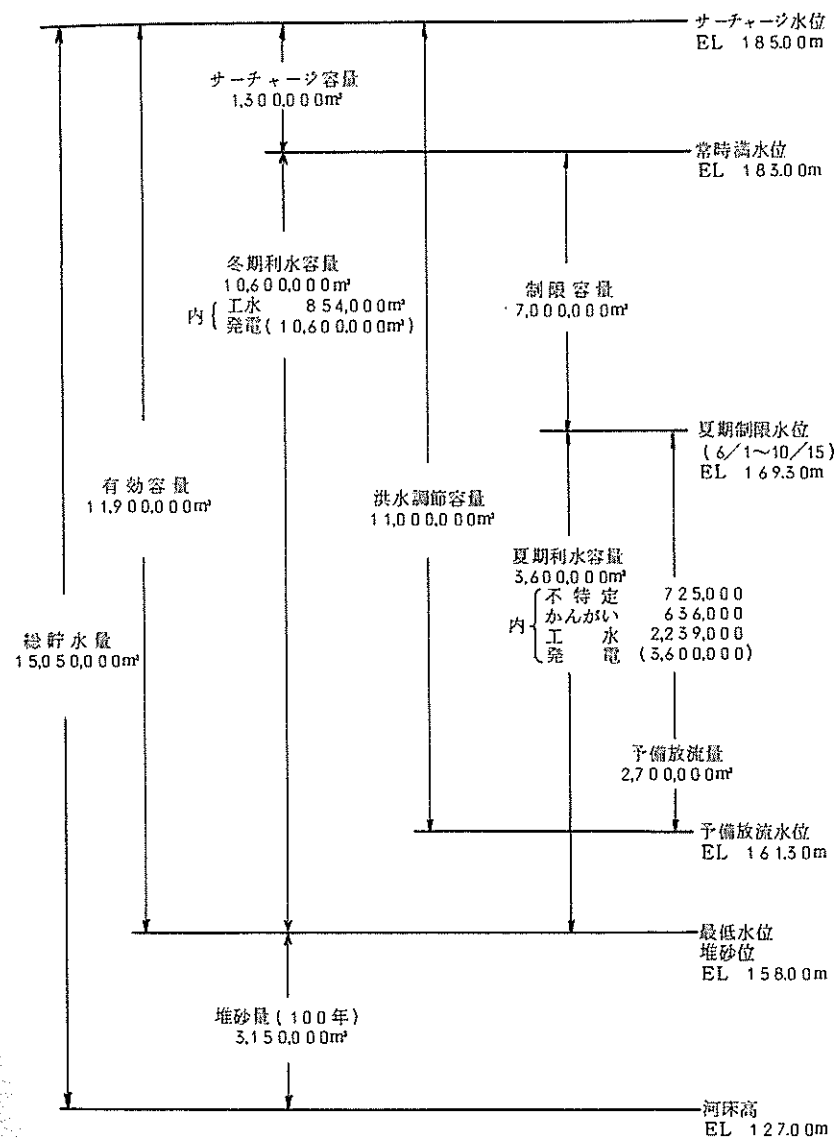 サーチャージ水位
EL 185.00m
サーチャージ容量
1,300,000m³
常時満水位
EL 183.00m
冬期利水容量
10,600,000m³
内{工水 854,000m³
発電(10,600,000m³)
制限容量
7,000,000m³
夏期制限水位
(6/1~10/15)
EL 169.30m
有効容量
11,900,000m³
洪水調節容量
11,000,000m³
夏期利水容量
3,600,000m³
内{不特定 725,000
かんがい 636,000
工水 2,239,000
発電 (3,600,000)
総貯水量
15,050,000m³
予備放流量
2,700,000m³
予備放流水位
EL 161.30m
最低水位
堆砂位
EL 158.00m
堆砂量(100年)
3,150,000m³
河床高
EL 127.00m